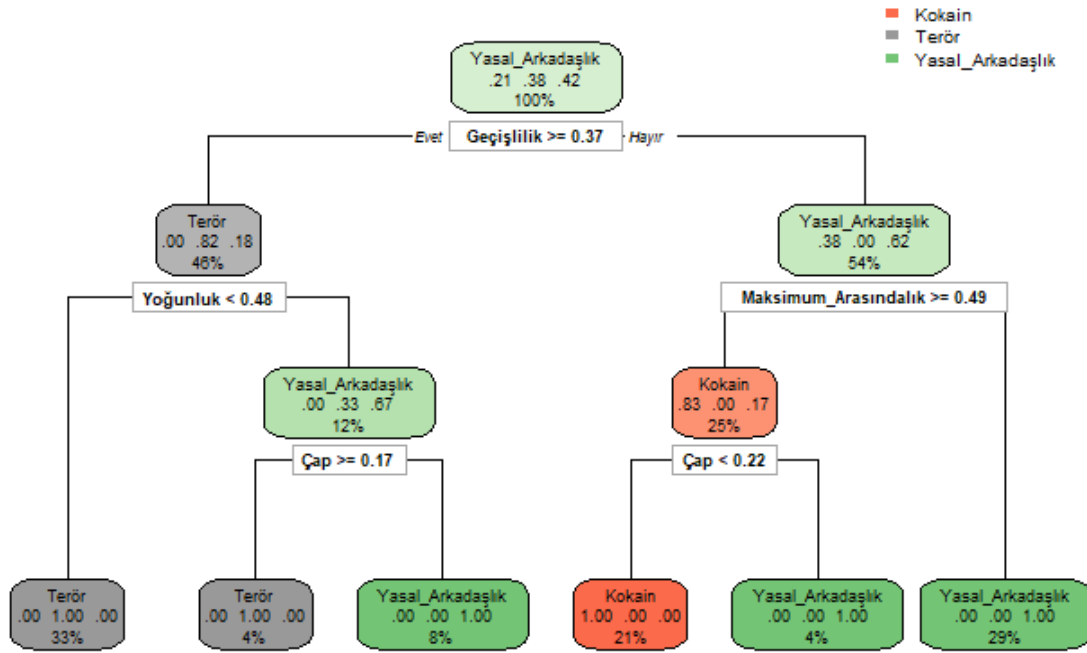 Kokain
Terör
Yasal_Arkadaşlık
Yasal_Arkadaşlık
.21 .38 .42
100%
Evet Geçişlilik >= 0.37 Hayır
Terör
.00 .82 .18
46%
Yasal_Arkadaşlık
.38 .00 .62
54%
Yoğunluk < 0.48
Maksimum_Arasındalık >= 0.49
Yasal_Arkadaşlık
.00 .33 .67
12%
Kokain
.83 .00 .17
25%
Çap >= 0.17
Çap < 0.22
Terör
.00 1.00 .00
33%
Terör
.00 1.00 .00
4%
Yasal_Arkadaşlık
.00 .00 1.00
8%
Kokain
1.00 .00 .00
21%
Yasal_Arkadaşlık
.00 .00 1.00
4%
Yasal_Arkadaşlık
.00 .00 1.00
29%